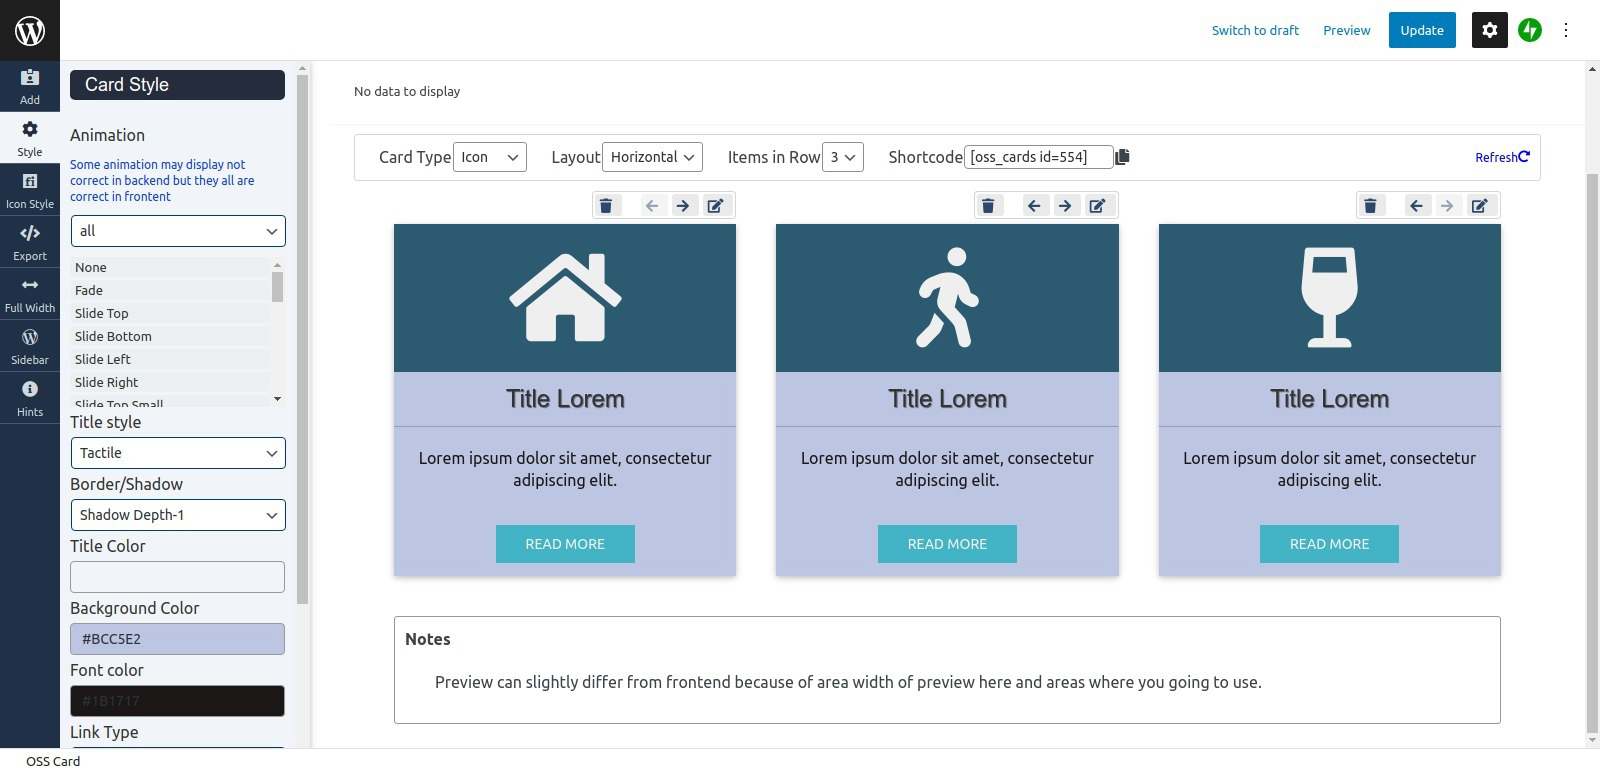 Switch to draft
Preview
Update
Add
Style
Icon Style
Export
Full Width
Sidebar
Hints
Card Style
Animation
Some animation may display not
correct in backend but they all are
correct in frontent
all
None
Fade
Slide Top
Slide Bottom
Slide Left
Slide Right
Slide Top Small
Title style
Tactile
Border/Shadow
Shadow Depth-1
Title Color
Background Color
#BCC5E2
Font color
#1B1717
Link Type
No data to display
Card Type Icon Layout Horizontal Items in Row 3 Shortcode [oss_cards id=554] Refresh
Title Lorem
Lorem ipsum dolor sit amet, consectetur
adipiscing elit.
READ MORE
Title Lorem
Lorem ipsum dolor sit amet, consectetur
adipiscing elit.
READ MORE
Title Lorem
Lorem ipsum dolor sit amet, consectetur
adipiscing elit.
READ MORE
Notes
Preview can slightly differ from frontend because of area width of preview here and areas where you going to use.
OSS Card